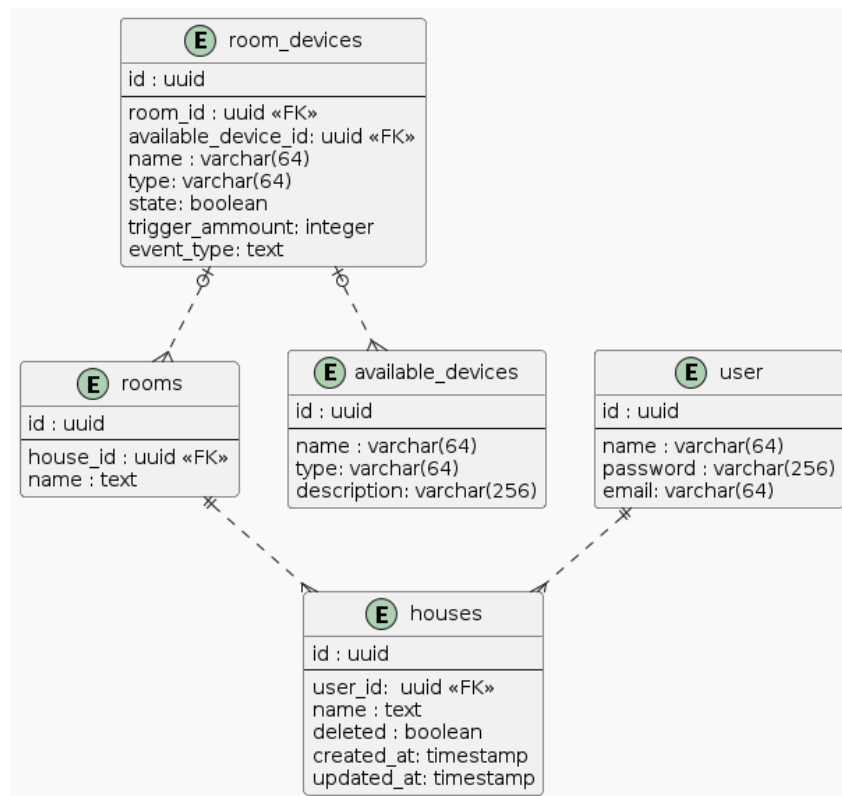 E room_devices
id : uuid
room_id : uuid «FK»
available_device_id: uuid «FK»
name : varchar(64)
type: varchar(64)
state: boolean
trigger_ammount: integer
event_type: text
E rooms
id : uuid
house_id : uuid «FK»
name : text
E available_devices
id : uuid
name : varchar(64)
type: varchar(64)
description: varchar(256)
E user
id : uuid
name : varchar(64)
password : varchar(256)
email: varchar(64)
E houses
id : uuid
user_id:  uuid «FK»
name : text
deleted : boolean
created_at: timestamp
updated_at: timestamp